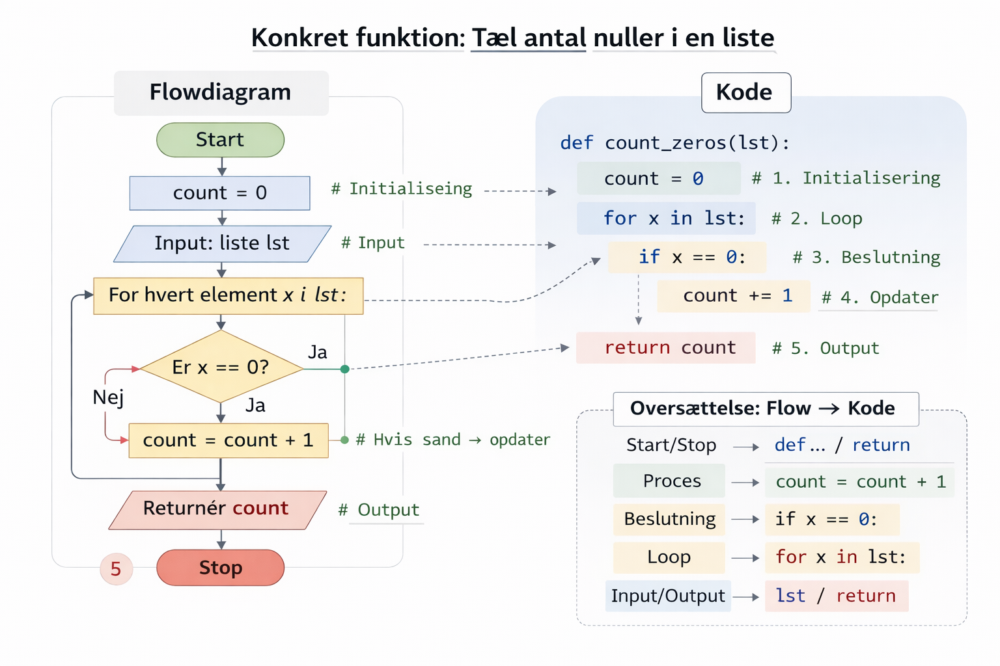 Konkret funktion: Tæl antal nuller i en liste
Flowdiagram
Start
count = 0
# Initialiseing
Input: liste lst
# Input
For hvert element x i lst:
Er x == 0?
Ja
Nej
Ja
count = count + 1
# Hvis sand → opdater
Returnér count
# Output
5
Stop
Kode
def count_zeros(lst):
count = 0 # 1. Initialisering
for x in lst: # 2. Loop
if x == 0: # 3. Beslutning
count += 1 # 4. Opdater
return count # 5. Output
Oversættelse: Flow → Kode
Start/Stop → def... / return
Proces → count = count + 1
Beslutning → if x == 0:
Loop → for x in lst:
Input/Output → lst / return